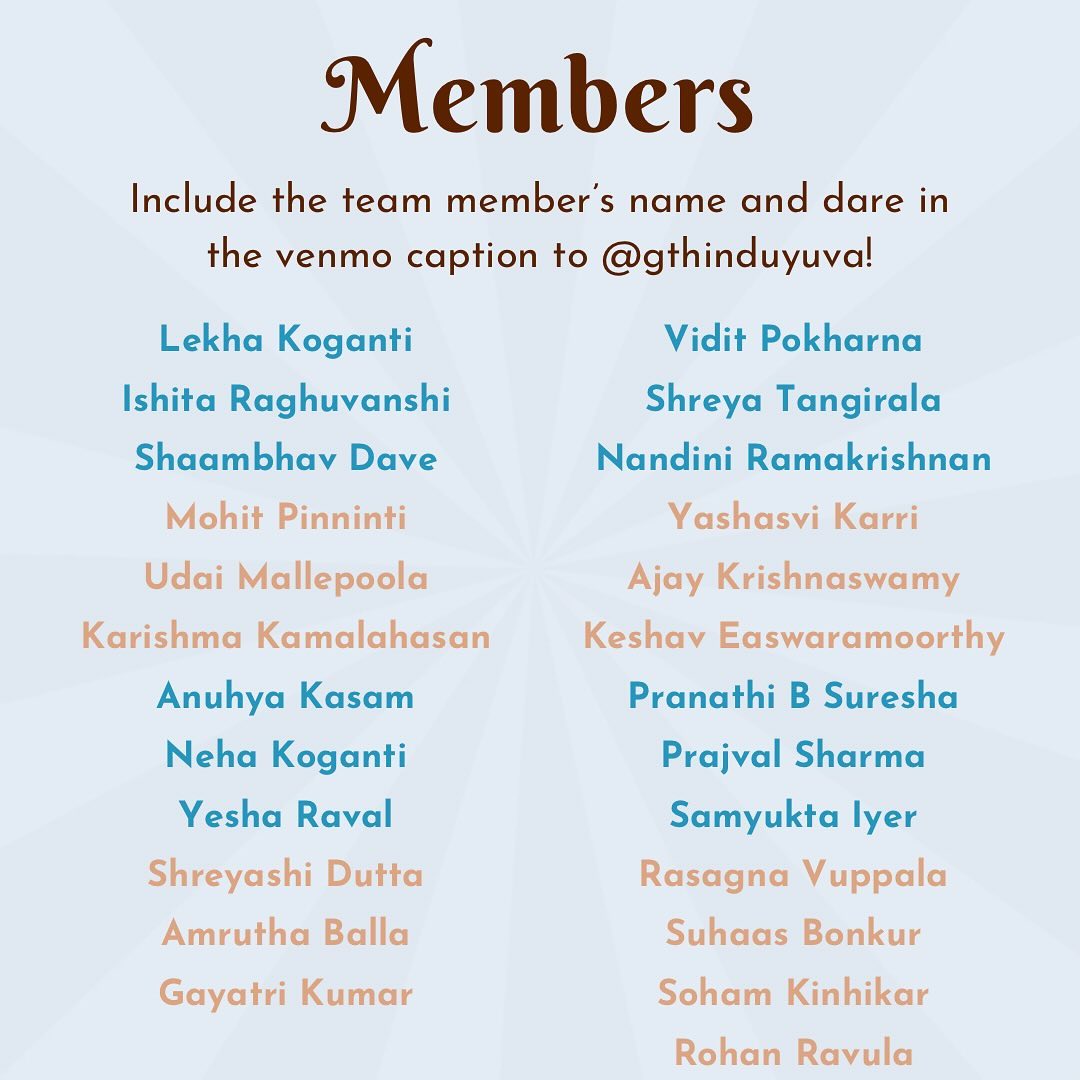 Members
Include the team member’s name and dare in
the venmo caption to @gthinduyuva!
Lekha Koganti
Ishita Raghuvanshi
Shaambhav Dave
Mohit Pinninti
Udai Mallepoola
Karishma Kamalahasan
Anuhya Kasam
Neha Koganti
Yesha Raval
Shreyashi Dutta
Amrutha Balla
Gayatri Kumar
Vidit Pokharna
Shreya Tangirala
Nandini Ramakrishnan
Yashasvi Karri
Ajay Krishnaswamy
Keshav Easwaramoorthy
Pranathi B Suresha
Prajval Sharma
Samyukta Iyer
Rasagna Vuppala
Suhaas Bonkur
Soham Kinhikar
Rohan Ravula